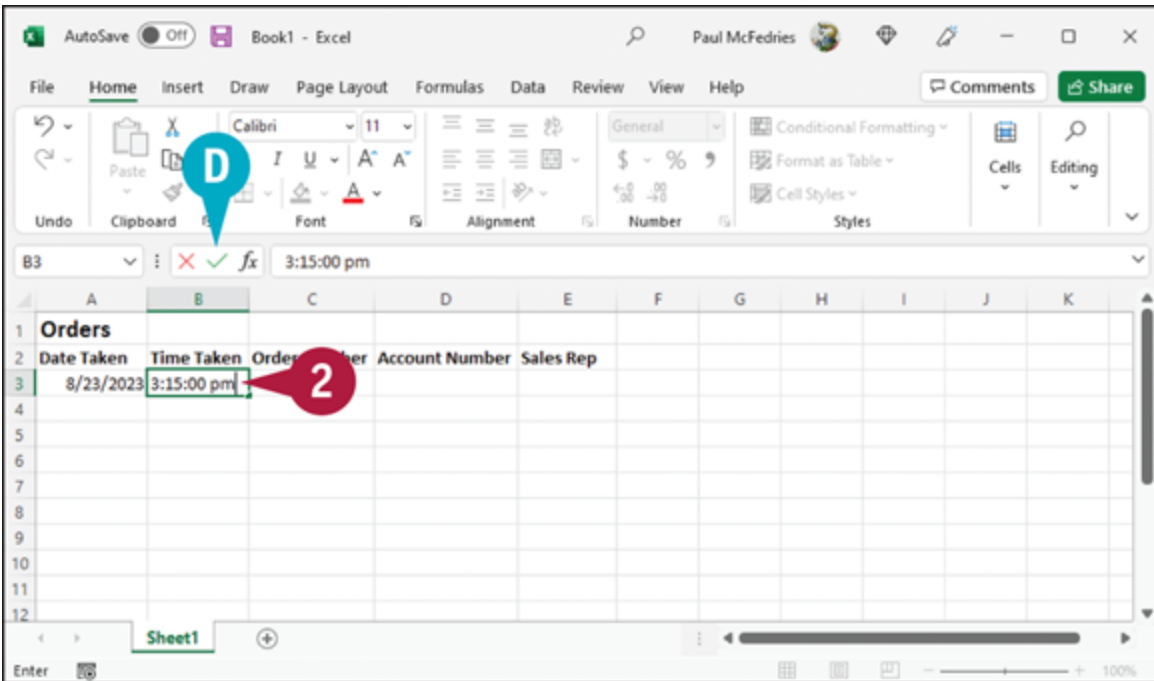 AutoSave Off Book1 - Excel Paul McFedries
File Home Insert Draw Page Layout Formulas Data Review View Help Comments Share
Calibri 11 General Conditional Formatting
Paste I U A A A $ % 9 Format as Table Cells Editing
Cell Styles
Undo Clipboard Font Alignment Number Styles
D
B3 fx 3:15:00 pm
A B C D E F G H I J K
1 Orders
2 Date Taken Time Taken Account Number Sales Rep
3 8/23/2023 3:15:00 pm 2
4
5
6
7
8
9
10
11
12
Sheet1
Enter 100%